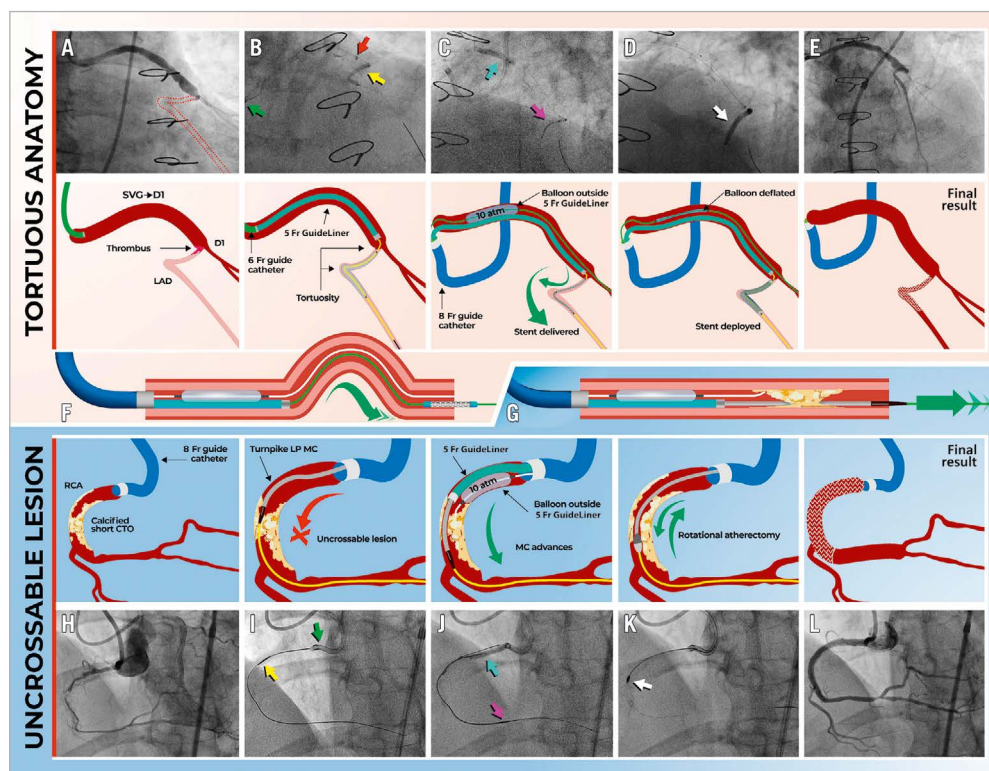 TORTUOUS ANATOMY
A
B
C
D
E
SVG→D1
Thrombus
D1
LAD
5 Fr GuideLiner
6 Fr guide
catheter
Tortuosity
Balloon outside
5 Fr GuideLiner
10 atm
8 Fr guide
catheter
Stent delivered
Balloon deflated
Stent deployed
Final
result
F
G
UNCROSSABLE LESION
8 Fr guide
catheter
RCA
Calcified
short CTO
Turnpike LP MC
Uncrossable lesion
5 Fr GuideLiner
10 atm
Balloon outside
5 Fr GuideLiner
MC advances
Rotational atherectomy
Final
result
H
I
J
K
L